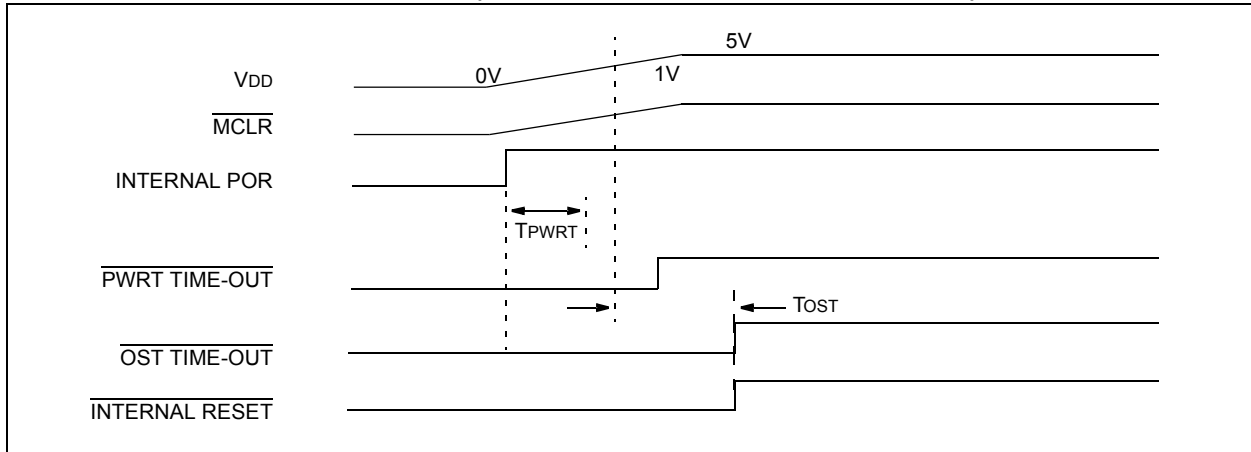 5V
VDD
0V
1V
MCLR
INTERNAL POR
TPWRT
PWRT TIME-OUT
TOST
OST TIME-OUT
INTERNAL RESET